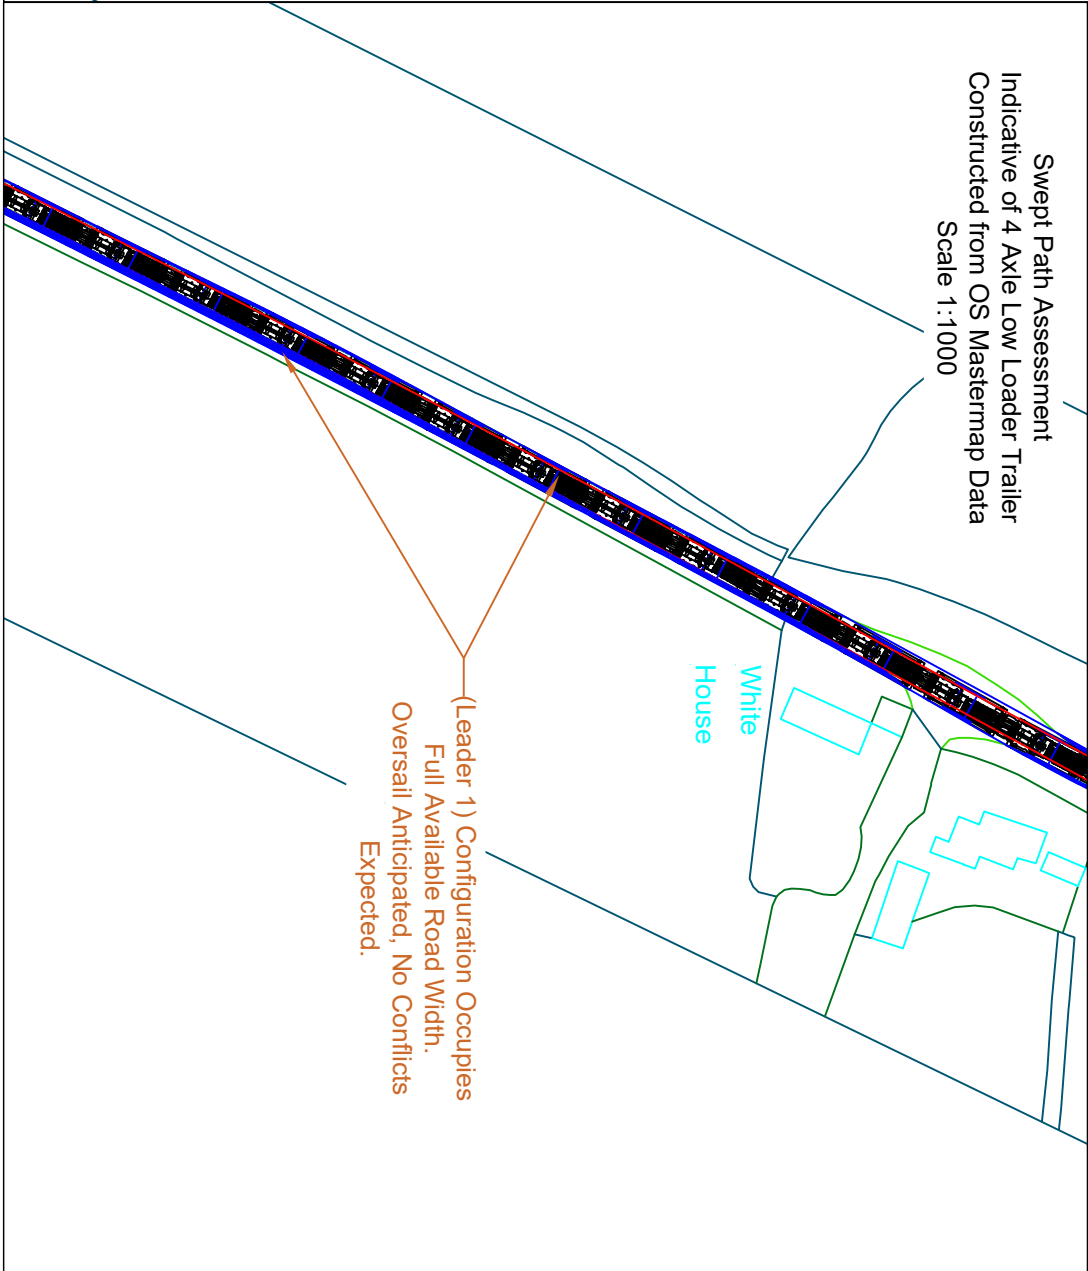 Swept Path Assessment
Indicative of 4 Axle Low Loader Trailer
Constructed from OS Mastermap Data
Scale 1:1000
White
House
(Leader 1) Configuration Occupies
Full Available Road Width.
Oversail Anticipated, No Conflicts
Expected.